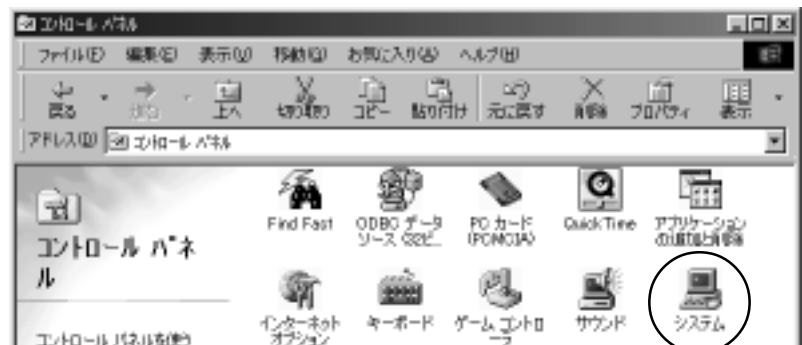 コントロール パネル
ファイル(F) 編集(E) 表示(V) 移動(G) お気に入り(A) ヘルプ(H)
戻る 進む 上へ 切り取り コピー 貼り付け 元に戻す 削除 プロパティ 表示
アドレス(D) コントロール パネル
コントロール パネ
ル
Find Fast
ODBC データ
ソース (32ビ...
PC カード
(PCMCIA)
QuickTime
アプリケーション
の追加と削除
インターネット
オプション
キーボード
ゲーム コントロ
ーラ
サウンド
システム
コントロール パネルを使う